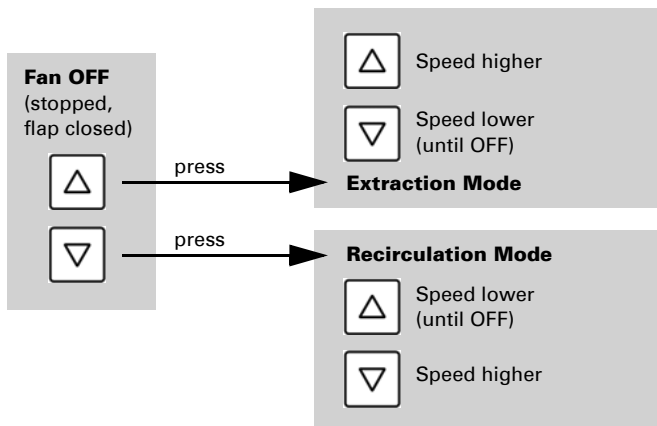 Fan OFF
(stopped,
flap closed)
press
press
Speed higher
Speed lower
(until OFF)
Extraction Mode
Recirculation Mode
Speed lower
(until OFF)
Speed higher